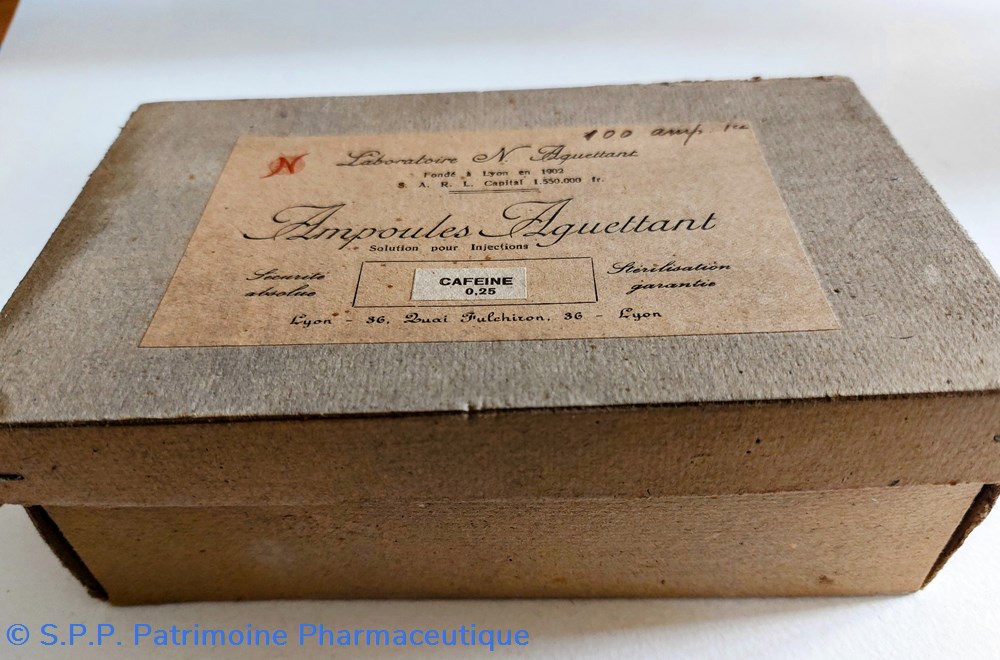 100 amp. 1cc
N
Laboratoire N. Aguettant
Fondé à Lyon en 1902
S. A. R. L. Capital 1.550.000 fr.
Ampoules Aguettant
Solution pour Injections
Sécurité absolue
CAFEINE
0,25
Stérilisation garantie
Lyon - 36, Quai Fulchiron, 36 - Lyon
© S.P.P. Patrimoine Pharmaceutique